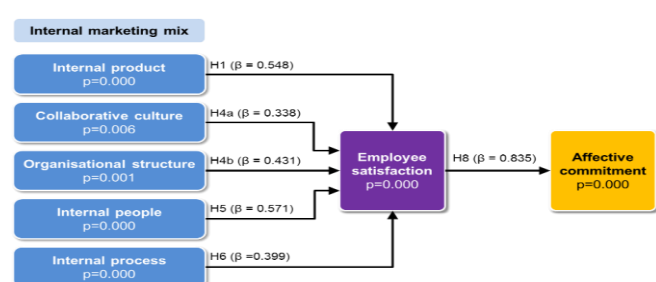 Internal marketing mix
Internal product
p=0.000
H1 (β = 0.548)
Collaborative culture
p=0.006
H4a (β = 0.338)
Organisational structure
p=0.001
H4b (β = 0.431)
Internal people
p=0.000
H5 (β = 0.571)
Internal process
p=0.000
H6 (β =0.399)
Employee
satisfaction
p=0.000
H8 (β = 0.835)
Affective
commitment
p=0.000